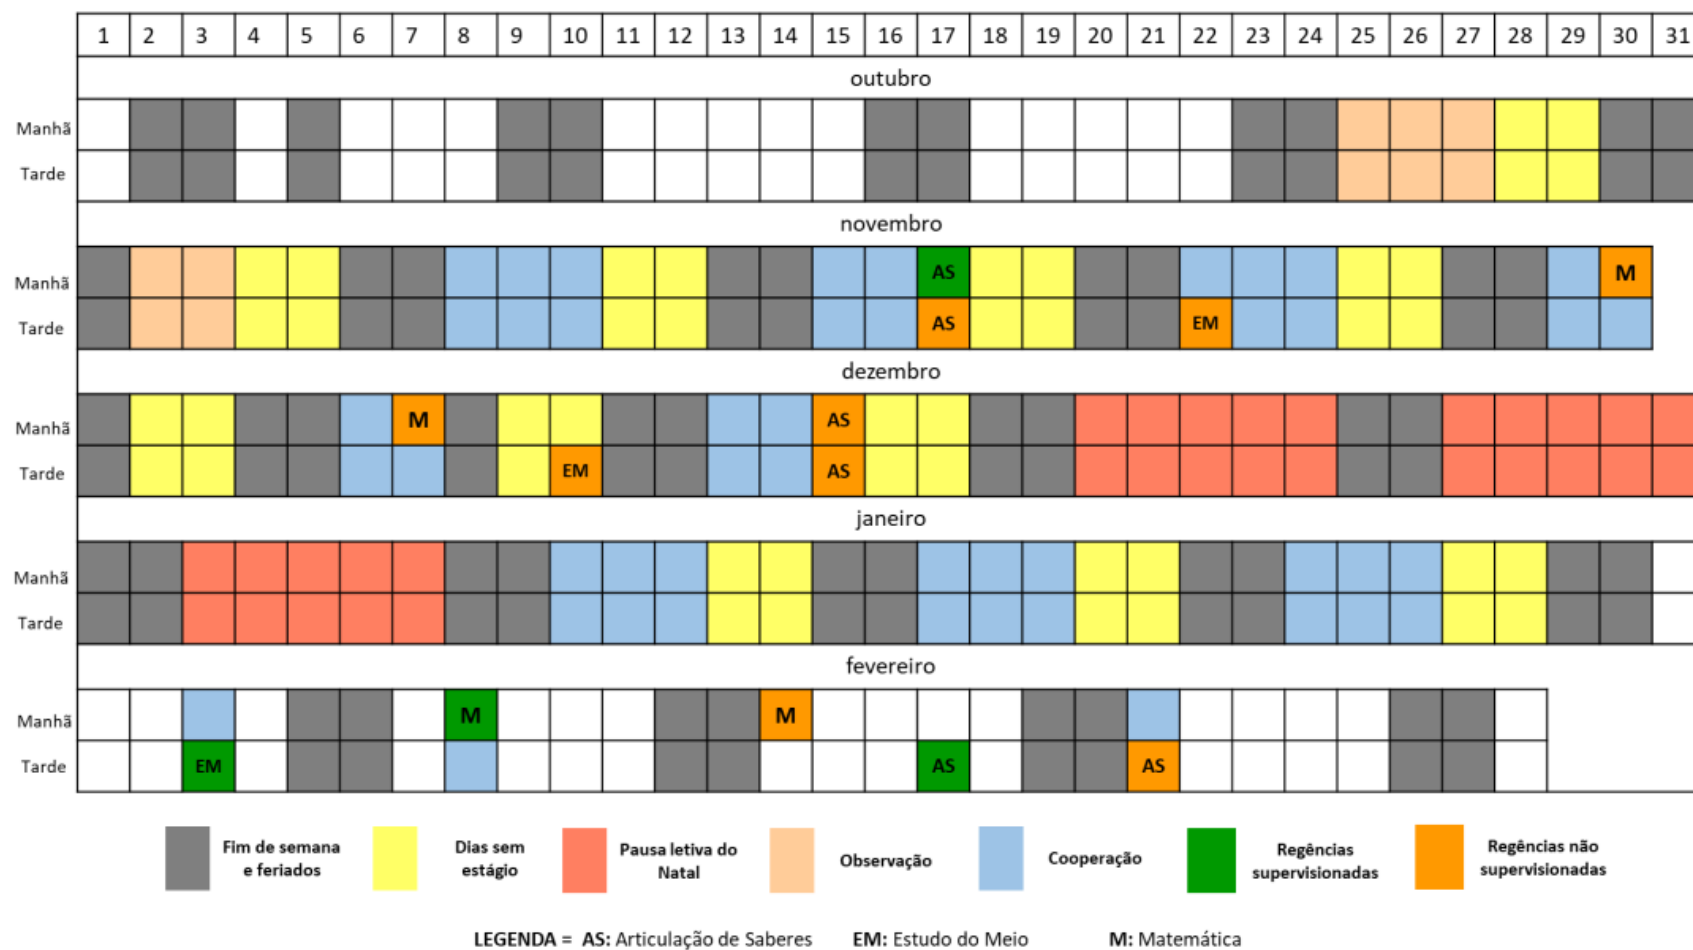 1 2 3 4 5 6 7 8 9 10 11 12 13 14 15 16 17 18 19 20 21 22 23 24 25 26 27 28 29 30 31
outubro
Manhã
Tarde
novembro
Manhã AS M
Tarde AS EM
dezembro
Manhã M AS
Tarde EM AS
janeiro
Manhã
Tarde
fevereiro
Manhã M M
Tarde EM AS AS
Fim de semana e feriados
Dias sem estágio
Pausa letiva do Natal
Observação
Cooperação
Regências supervisionadas
Regências não supervisionadas
LEGENDA = AS: Articulação de Saberes EM: Estudo do Meio M: Matemática